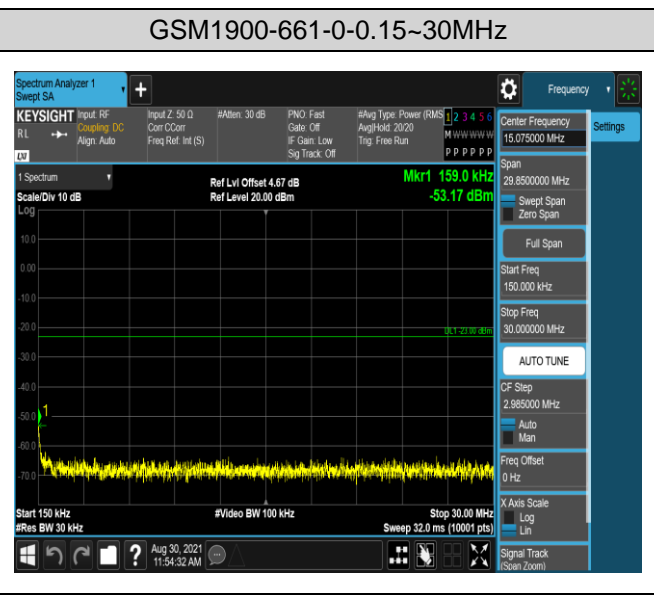 GSM1900-661-0-0.15~30MHz
Spectrum Analyzer 1
Swept SA
Frequency
KEYSIGHT
RL
LXI
Input: RF
Coupling: DC
Align: Auto
Input Z: 50 Ω
Corr CCorr
Freq Ref: Int (S)
#Atten: 30 dB
PNO: Fast
Gate: Off
IF Gain: Low
Sig Track: Off
#Avg Type: Power (RMS
Avg|Hold: 20/20
Trig: Free Run
1 2 3 4 5 6
M W W W W W
P P P P P P
1 Spectrum
Scale/Div 10 dB
Ref Lvl Offset 4.67 dB
Ref Level 20.00 dBm
Mkr1 159.0 kHz
-53.17 dBm
Log
10.0
0.00
-10.0
-20.0
DL1 -23.00 dBm
-30.0
-40.0
-50.0
1
-60.0
-70.0
Start 150 kHz
#Video BW 100 kHz
Stop 30.00 MHz
#Res BW 30 kHz
Sweep 32.0 ms (10001 pts)
Aug 30, 2021
11:54:32 AM
Center Frequency
15.075000 MHz
Settings
Span
29.8500000 MHz
Swept Span
Zero Span
Full Span
Start Freq
150.000 kHz
Stop Freq
30.000000 MHz
AUTO TUNE
CF Step
2.985000 MHz
Auto
Man
Freq Offset
0 Hz
X Axis Scale
Log
Lin
Signal Track
(Span Zoom)